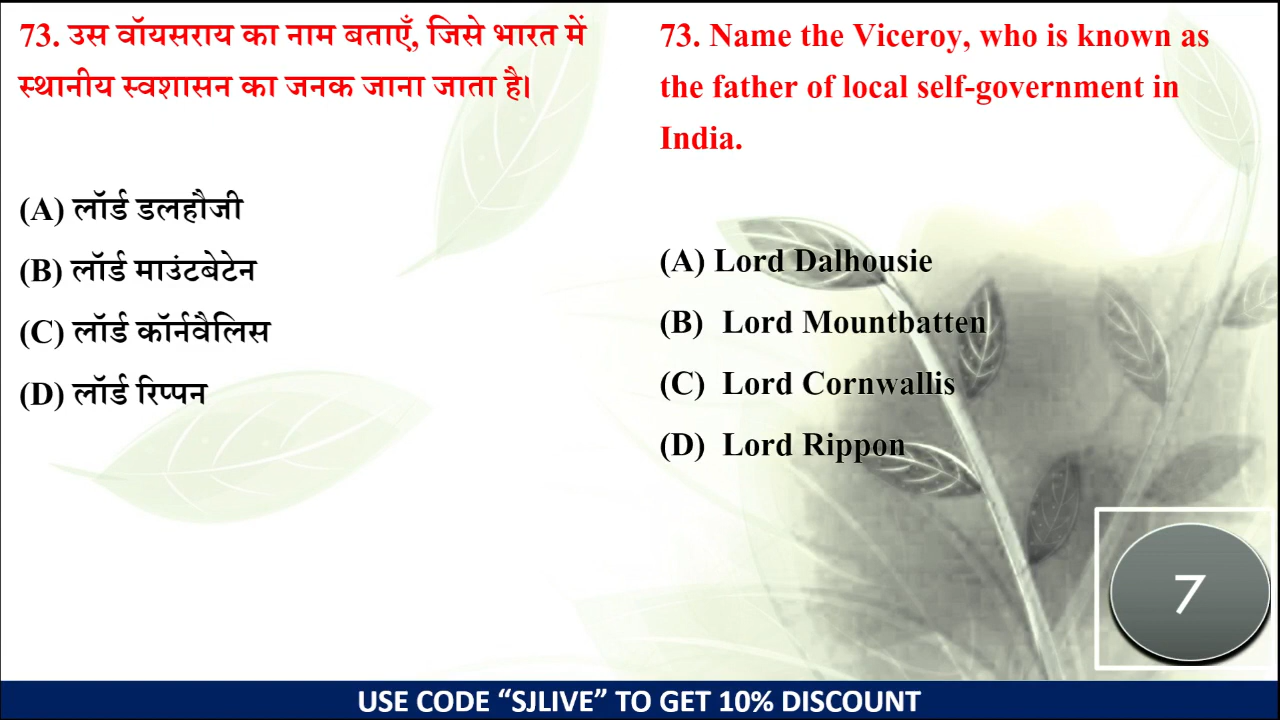 73. उस वॉयसराय का नाम बताएँ, जिसे भारत में
स्थानीय स्वशासन का जनक जाना जाता है।
(A) लॉर्ड डलहौजी
(B) लॉर्ड माउंटबेटेन
(C) लॉर्ड कॉर्नवैलिस
(D) लॉर्ड रिप्पन
73. Name the Viceroy, who is known as
the father of local self-government in
India.
(A) Lord Dalhousie
(B) Lord Mountbatten
(C) Lord Cornwallis
(D) Lord Rippon
7
USE CODE “SJLIVE” TO GET 10% DISCOUNT